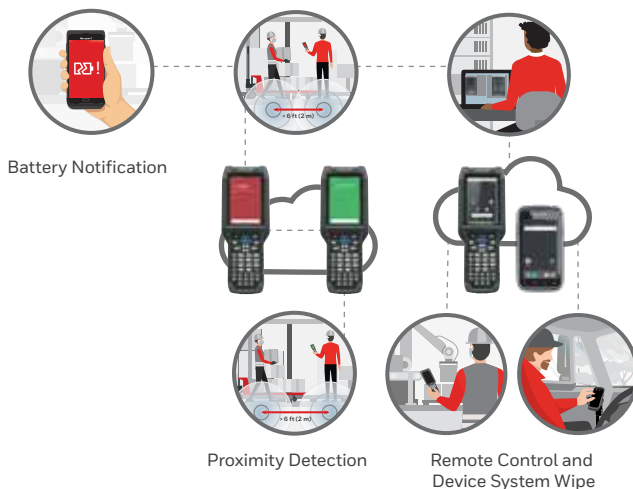 < 6 ft (2 m)
Battery Notification
> 6 ft (2 m)
Proximity Detection
Remote Control and
Device System Wipe